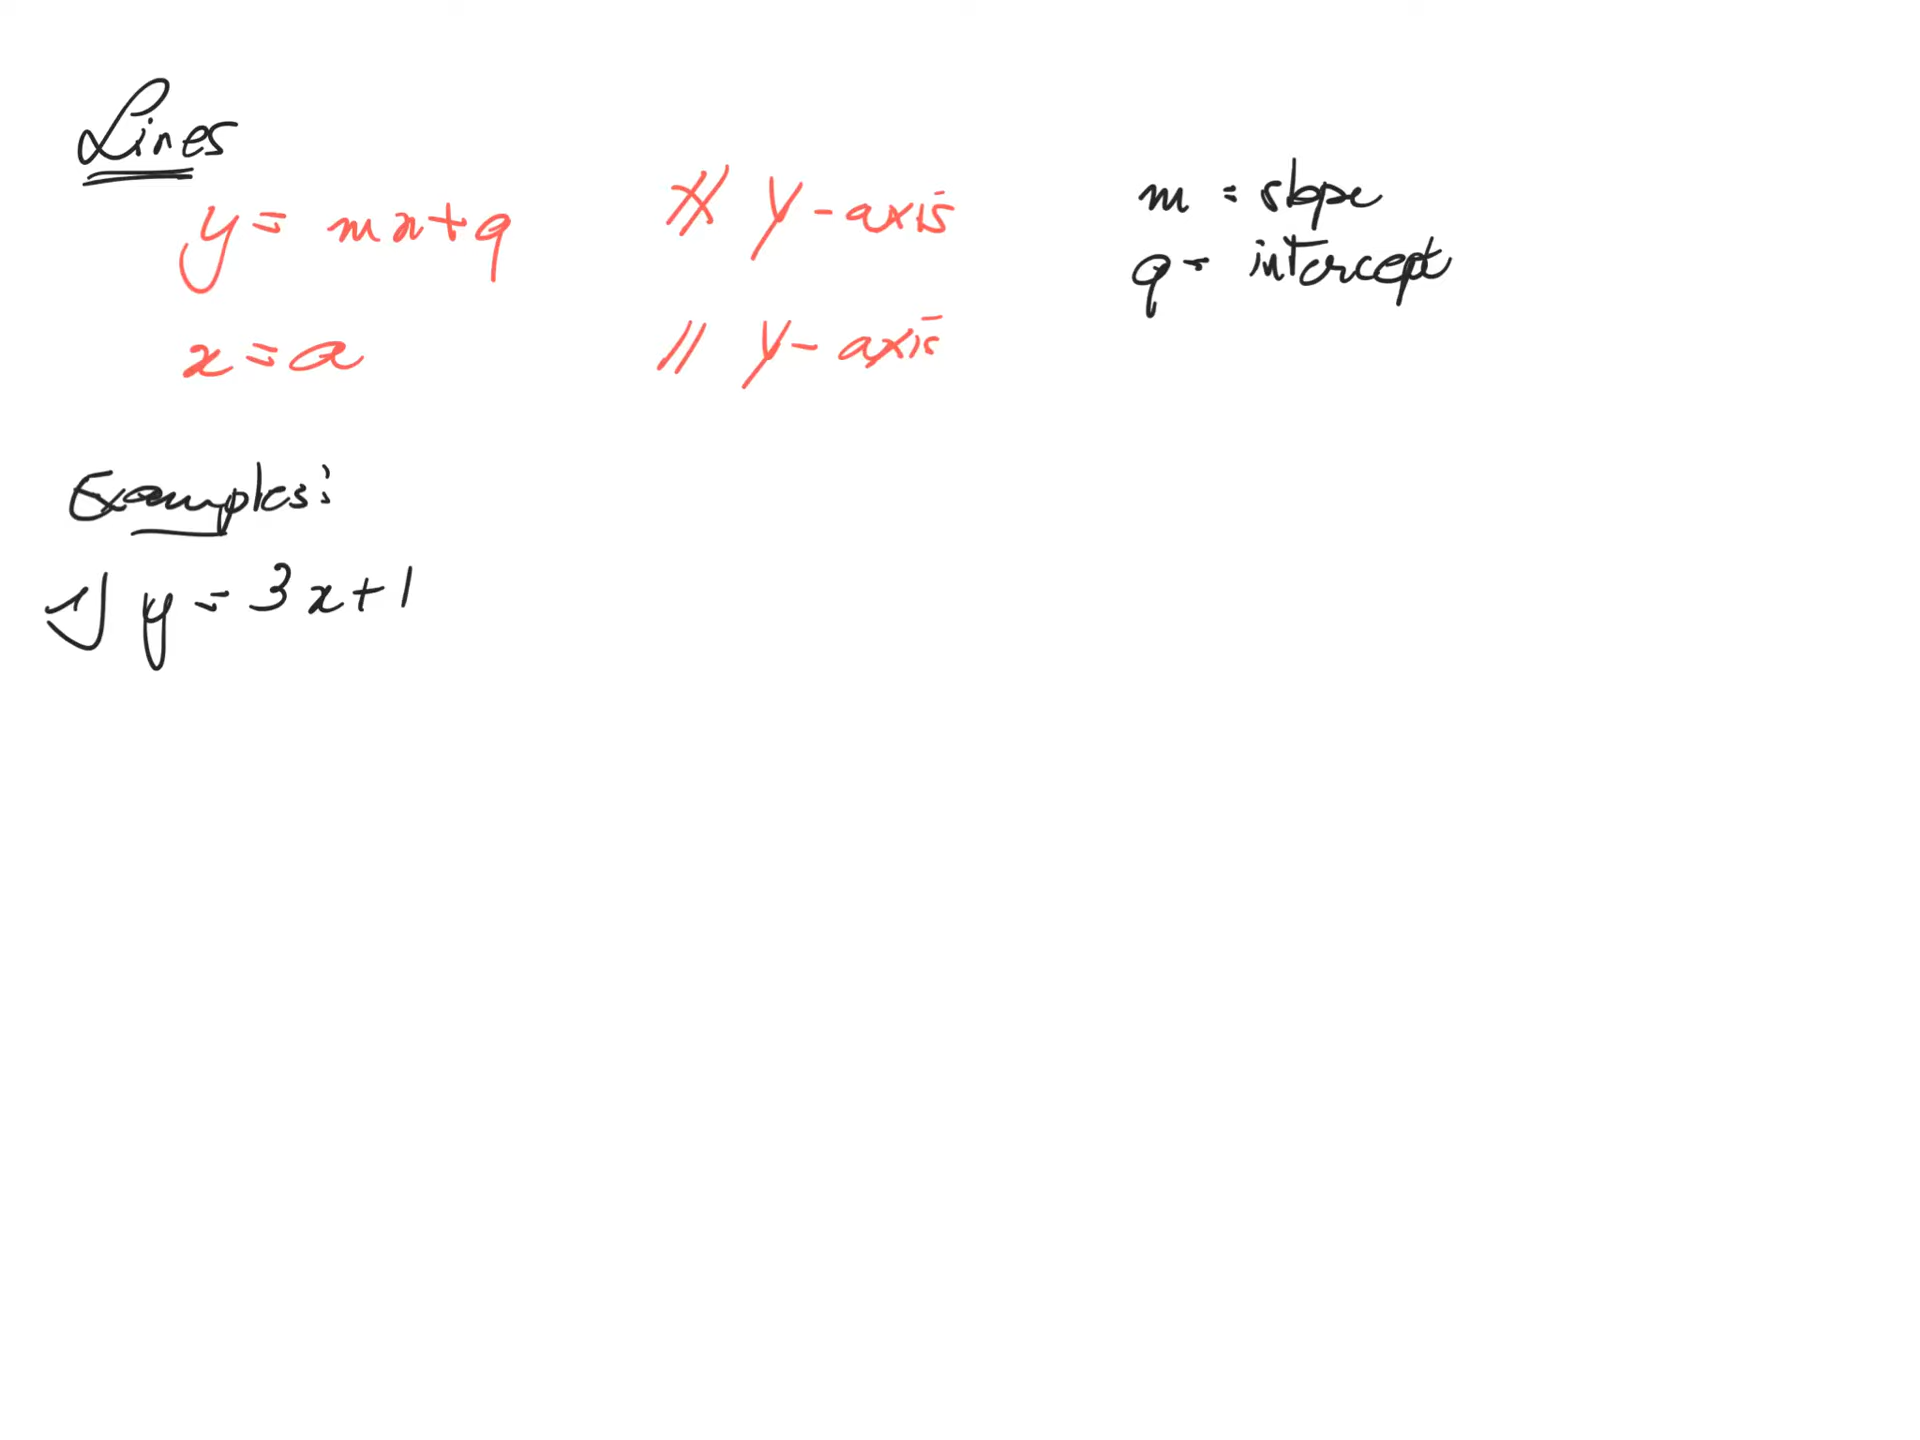 Lines
y = mx + q ∦ y-axis m = slope
q = intercept
x = a // y-axis
Examples:
1) y = 3x + 1